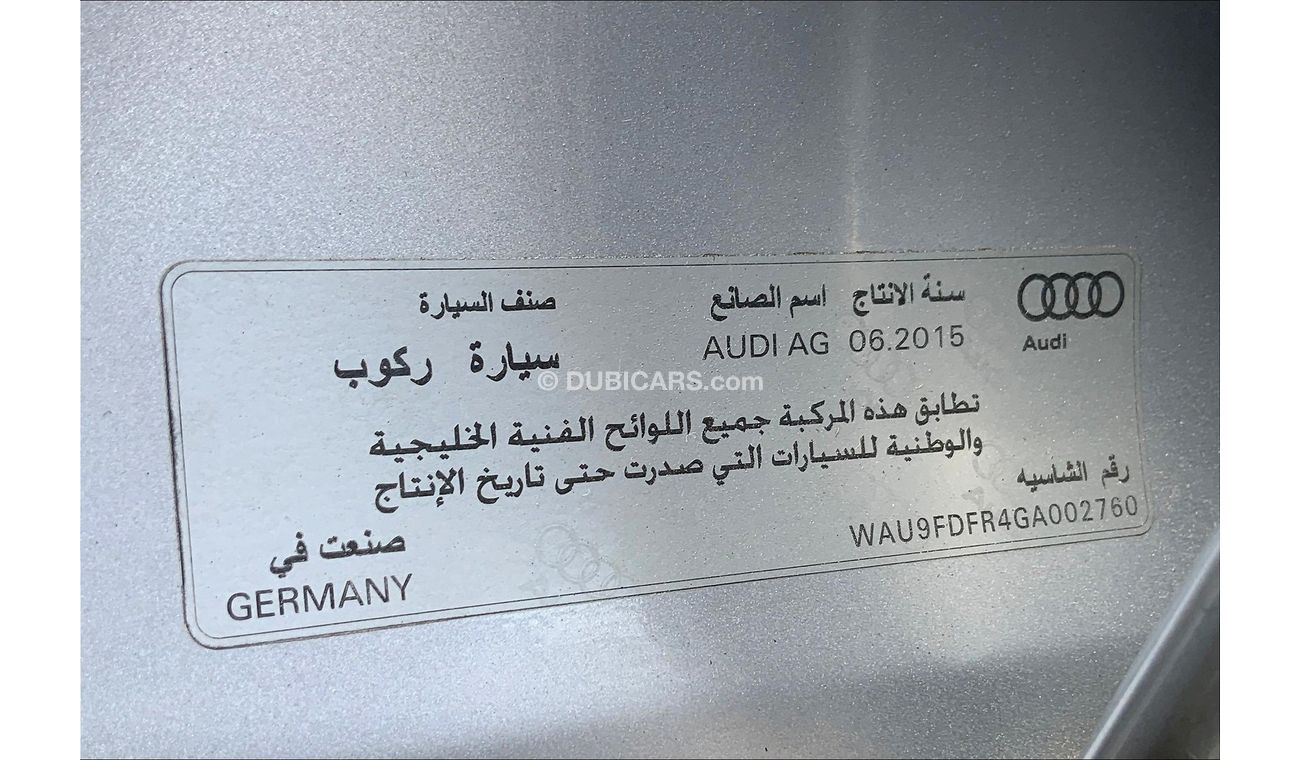 سنة الانتاج
06.2015
Audi
اسم الصانع
AUDI AG
صنف السيارة
سيارة ركوب
© DUBICARS.com
تطابق هذه المركبة جميع اللوائح الفنية الخليجية
والوطنية للسيارات التي صدرت حتى تاريخ الإنتاج
رقم الشاسيه
WAU9FDFR4GA002760
صنعت في
GERMANY